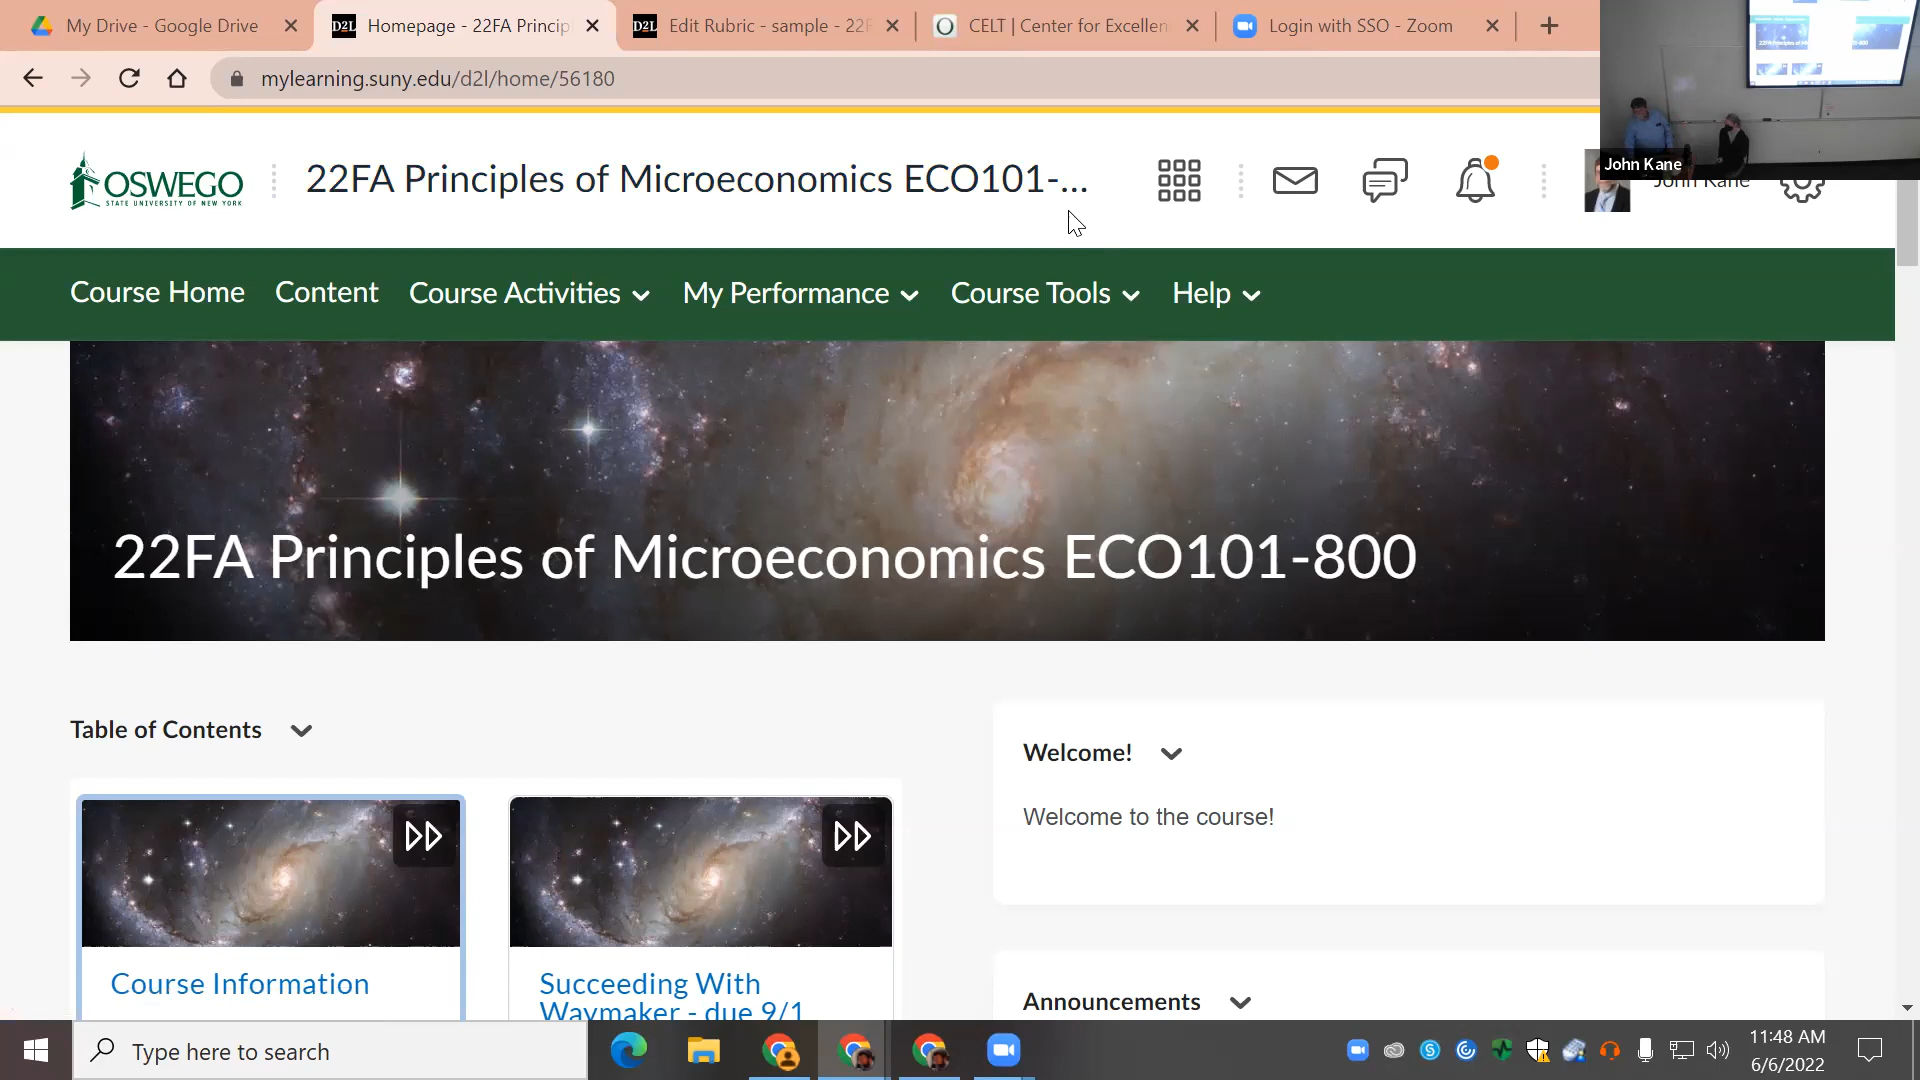 My Drive - Google Drive
D2L Homepage - 22FA Princip
D2L Edit Rubric - sample - 22F
CELT | Center for Excellen
Login with SSO - Zoom
mylearning.suny.edu/d2l/home/56180
OSWEGO
STATE UNIVERSITY OF NEW YORK
22FA Principles of Microeconomics ECO101-...
John Kane
John Kane
Course Home
Content
Course Activities
My Performance
Course Tools
Help
22FA Principles of Microeconomics ECO101-800
Table of Contents
Welcome!
Welcome to the course!
Course Information
Succeeding With
Waymaker - due 9/1
Announcements
Type here to search
11:48 AM
6/6/2022